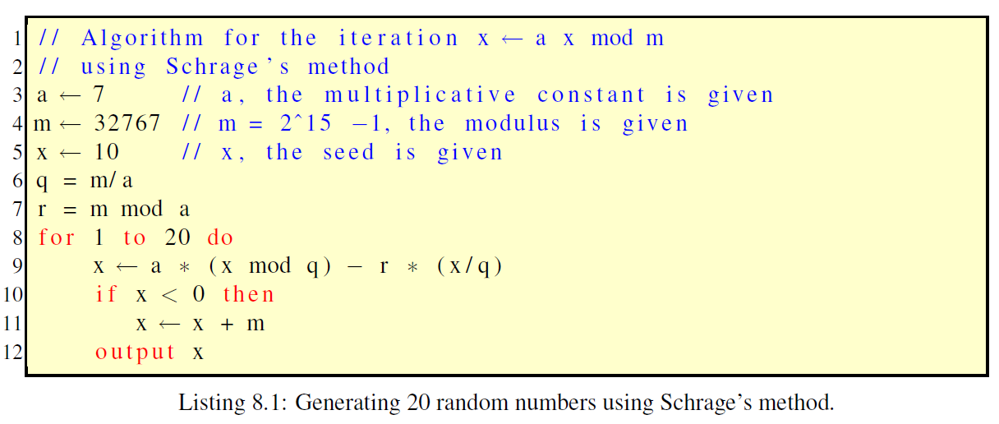 1 // Algorithm for the iteration x ← a x mod m
2 // using Schrage's method
3 a ← 7 // a, the multiplicative constant is given
4 m ← 32767 // m = 2^15 −1, the modulus is given
5 x ← 10 // x, the seed is given
6 q = m/a
7 r = m mod a
8 for 1 to 20 do
9 x ← a * (x mod q) − r * (x/q)
10 if x < 0 then
11 x ← x + m
12 output x
Listing 8.1: Generating 20 random numbers using Schrage's method.